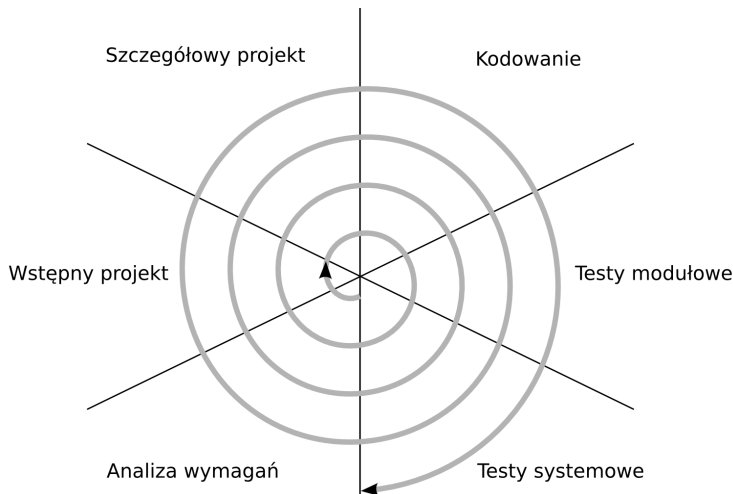 Szczegółowy projekt
Kodowanie
Wstępny projekt
Testy modułowe
Analiza wymagań
Testy systemowe